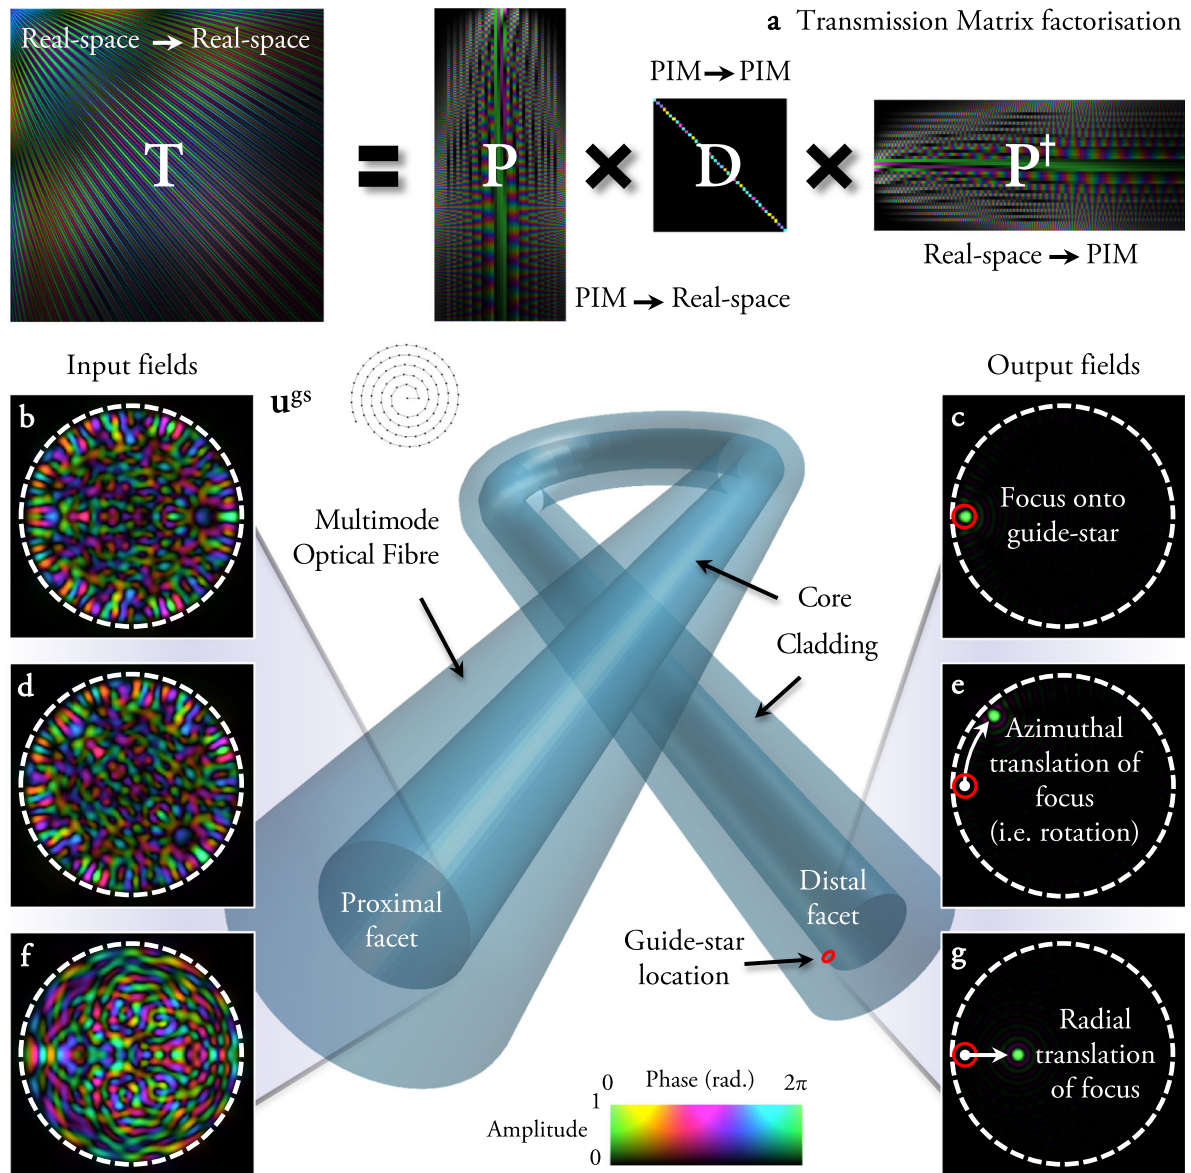 a Transmission Matrix factorisation
Real-space → Real-space
T
=
P
×
PIM → PIM
D
×
P†
Real-space → PIM
PIM → Real-space
Input fields
Output fields
b
uᵍˢ
c
Focus onto
guide-star
Multimode
Optical Fibre
Core
Cladding
d
e
Azimuthal
translation of
focus
(i.e. rotation)
Proximal
facet
Distal
facet
Guide-star
location
f
g
Radial
translation
of focus
0 Phase (rad.) 2π
1
Amplitude
0